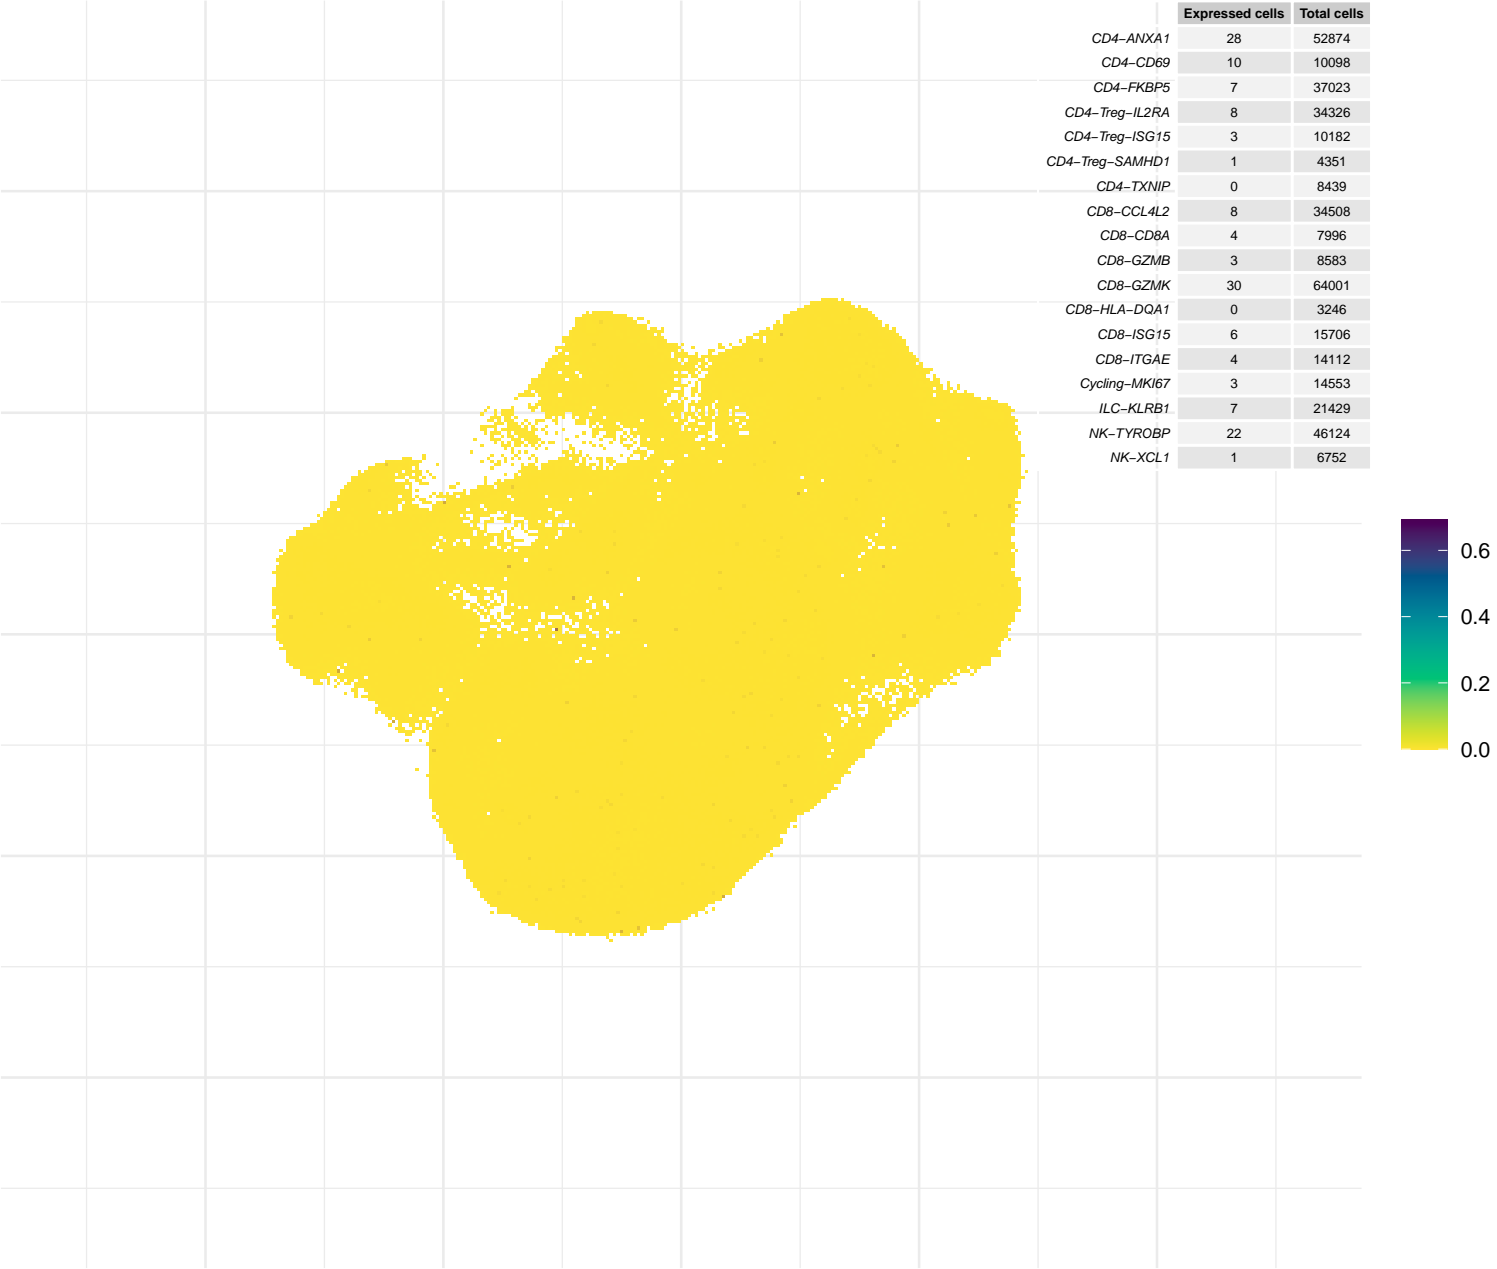 Expressed cells Total cells
CD4−ANXA1 28 52874
CD4−CD69 10 10098
CD4−FKBP5 7 37023
CD4−Treg−IL2RA 8 34326
CD4−Treg−ISG15 3 10182
CD4−Treg−SAMHD1 1 4351
CD4−TXNIP 0 8439
CD8−CCL4L2 8 34508
CD8−CD8A 4 7996
CD8−GZMB 3 8583
CD8−GZMK 30 64001
CD8−HLA−DQA1 0 3246
CD8−ISG15 6 15706
CD8−ITGAE 4 14112
Cycling−MKI67 3 14553
ILC−KLRB1 7 21429
NK−TYROBP 22 46124
NK−XCL1 1 6752
0.6
0.4
0.2
0.0